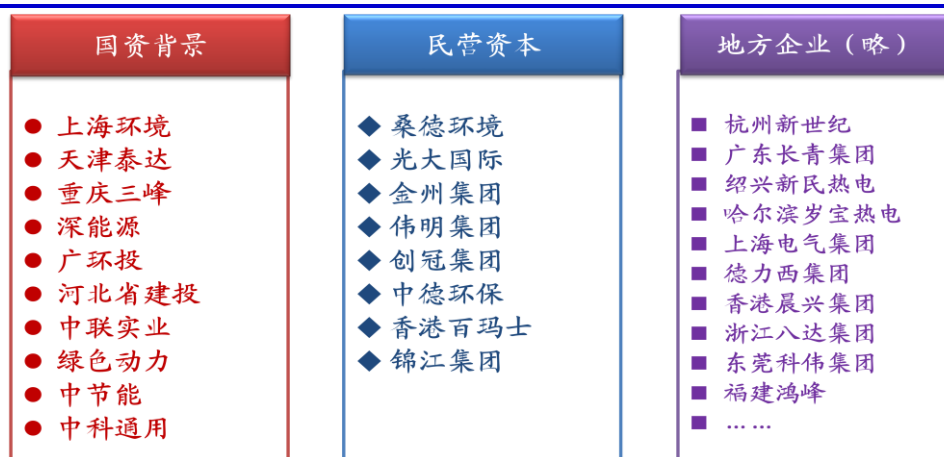 国资背景
上海环境
天津泰达
重庆三峰
深能源
广环投
河北省建投
中联实业
绿色动力
中节能
中科通用
民营资本
桑德环境
光大国际
金州集团
伟明集团
创冠集团
中德环保
香港百玛士
锦江集团
地方企业（略）
杭州新世纪
广东长青集团
绍兴新民热电
哈尔滨岁宝热电
上海电气集团
德力西集团
香港晨兴集团
浙江八达集团
东莞科伟集团
福建鸿峰
……